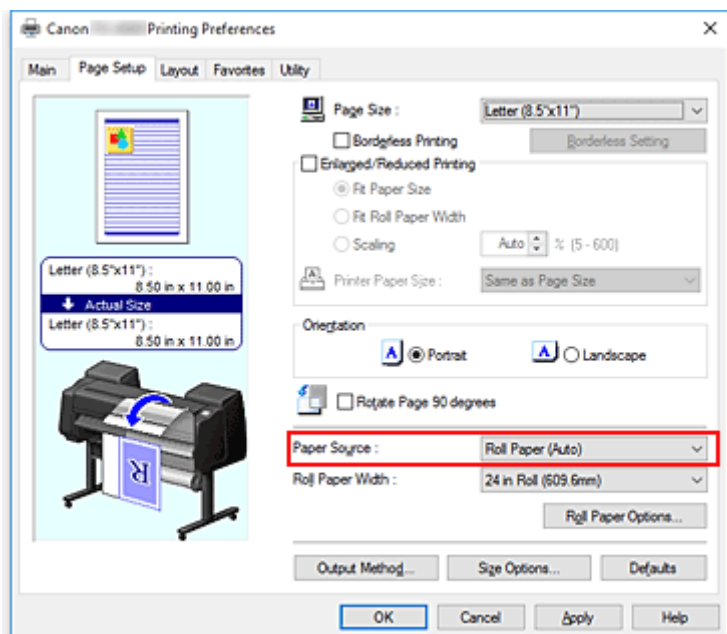 Canon Printing Preferences
Main Page Setup Layout Favorites Utility
Page Size : Letter (8.5"x11")
Borderless Printing Borderless Setting
Enlarged/Reduced Printing
Fit Paper Size
Fit Roll Paper Width
Scaling Auto % (5 - 600)
Printer Paper Size : Same as Page Size
Letter (8.5"x11") :
8.50 in x 11.00 in
Actual Size
Letter (8.5"x11") :
8.50 in x 11.00 in
Orientation
A Portrait A Landscape
Rotate Page 90 degrees
R
Paper Source : Roll Paper (Auto)
Roll Paper Width : 24 in Roll (609.6mm)
Roll Paper Options...
Output Method... Size Options... Defaults
OK Cancel Apply Help